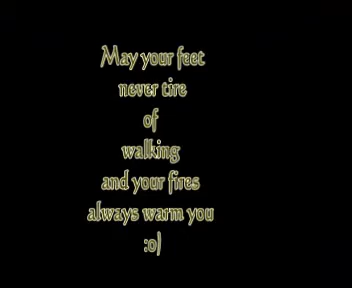 May your feet
never tire
of
walking
and your fires
always warm you
:o)